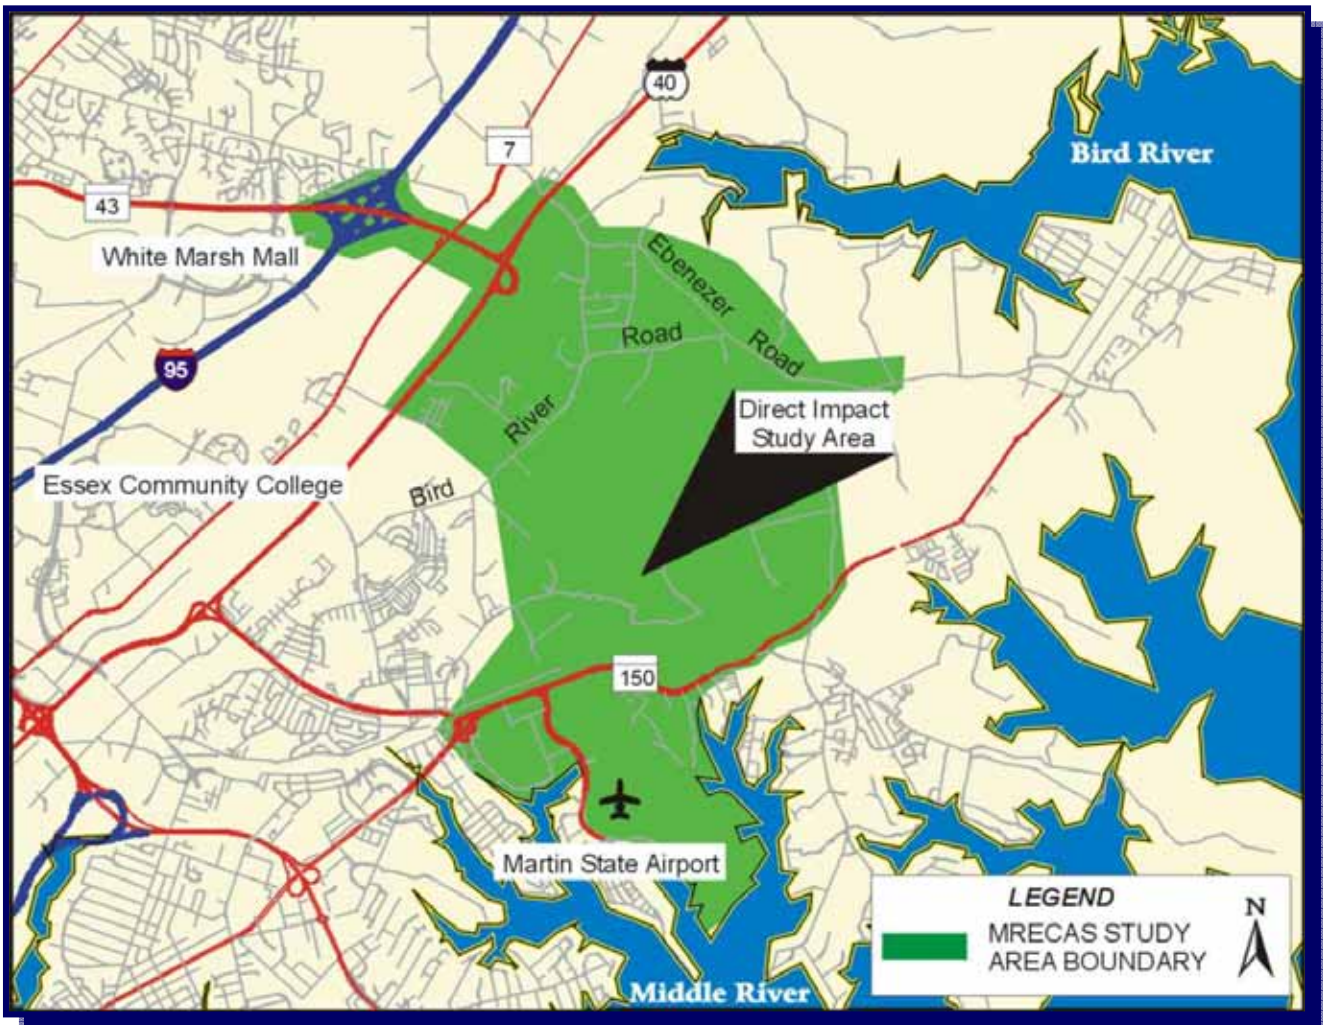 40
7
Bird River
43
White Marsh Mall
Ebenezer
Road
Road
95
Direct Impact
Study Area
River
Essex Community College
Bird
150
Martin State Airport
LEGEND
MRECAS STUDY
AREA BOUNDARY
N
Middle River